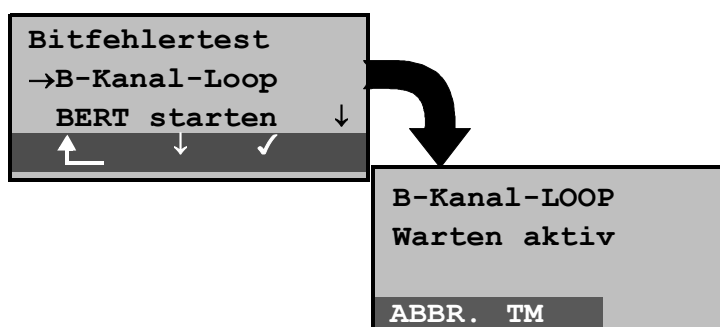 Bitfehlertest
→B-Kanal-Loop
BERT starten ↓
↓ ✓
B-Kanal-LOOP
Warten aktiv
ABBR. TM